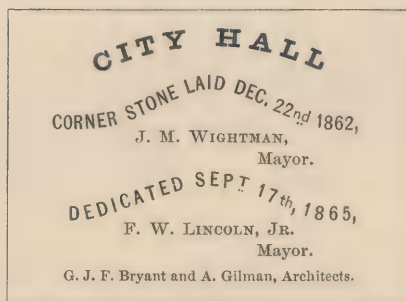 CITY HALL
CORNER STONE LAID DEC. 22nd 1862,
J. M. WIGHTMAN,
Mayor.
DEDICATED SEPT 17th, 1865,
F. W. LINCOLN, JR.
Mayor.
G. J. F. Bryant and A. Gilman, Architects.